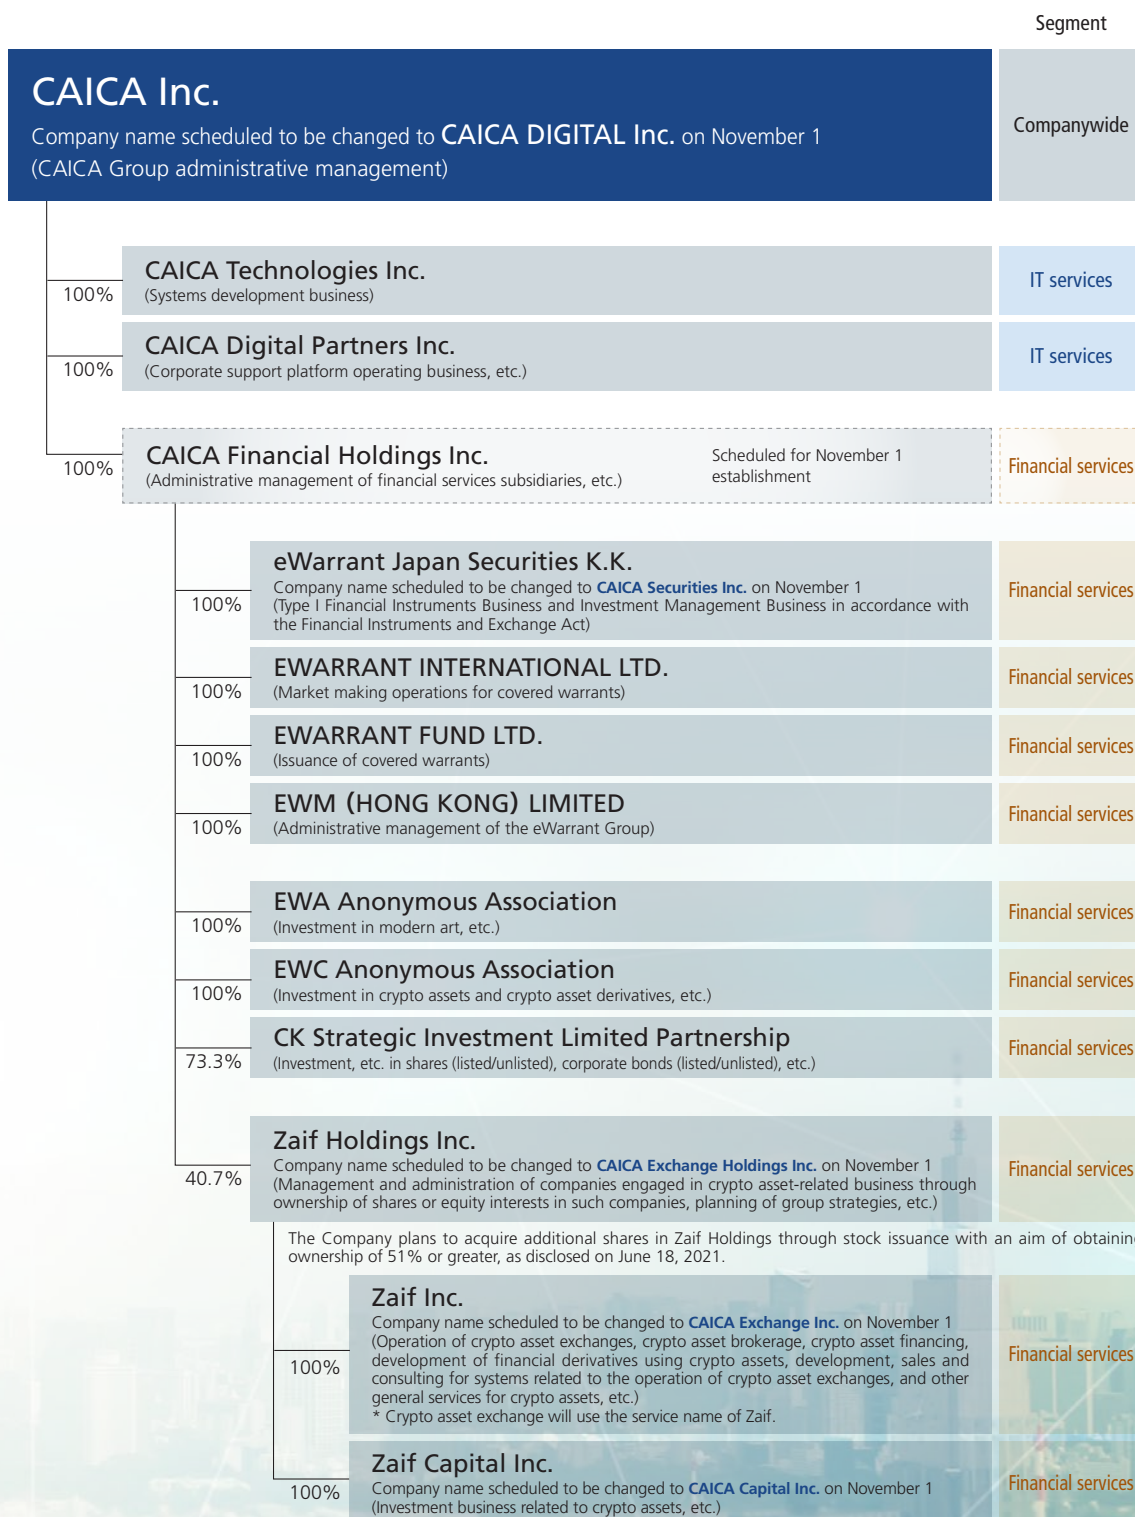 Segment
CAICA Inc.
Company name scheduled to be changed to CAICA DIGITAL Inc. on November 1
(CAICA Group administrative management)
Companywide
CAICA Technologies Inc.
(Systems development business)
100%
IT services
CAICA Digital Partners Inc.
(Corporate support platform operating business, etc.)
100%
IT services
CAICA Financial Holdings Inc.
(Administrative management of financial services subsidiaries, etc.)
Scheduled for November 1
establishment
100%
Financial services
eWarrant Japan Securities K.K.
Company name scheduled to be changed to CAICA Securities Inc. on November 1
(Type I Financial Instruments Business and Investment Management Business in accordance with
the Financial Instruments and Exchange Act)
100%
Financial services
EWARRANT INTERNATIONAL LTD.
(Market making operations for covered warrants)
100%
Financial services
EWARRANT FUND LTD.
(Issuance of covered warrants)
100%
Financial services
EWM (HONG KONG) LIMITED
(Administrative management of the eWarrant Group)
100%
Financial services
EWA Anonymous Association
(Investment in modern art, etc.)
100%
Financial services
EWC Anonymous Association
(Investment in crypto assets and crypto asset derivatives, etc.)
100%
Financial services
CK Strategic Investment Limited Partnership
(Investment, etc. in shares (listed/unlisted), corporate bonds (listed/unlisted), etc.)
73.3%
Financial services
Zaif Holdings Inc.
Company name scheduled to be changed to CAICA Exchange Holdings Inc. on November 1
(Management and administration of companies engaged in crypto asset-related business through
ownership of shares or equity interests in such companies, planning of group strategies, etc.)
40.7%
Financial services
The Company plans to acquire additional shares in Zaif Holdings through stock issuance with an aim of obtaining
ownership of 51% or greater, as disclosed on June 18, 2021.
Zaif Inc.
Company name scheduled to be changed to CAICA Exchange Inc. on November 1
(Operation of crypto asset exchanges, crypto asset brokerage, crypto asset financing,
development of financial derivatives using crypto assets, development, sales and
consulting for systems related to the operation of crypto asset exchanges, and other
general services for crypto assets, etc.)
* Crypto asset exchange will use the service name of Zaif.
100%
Financial services
Zaif Capital Inc.
Company name scheduled to be changed to CAICA Capital Inc. on November 1
(Investment business related to crypto assets, etc.)
100%
Financial services